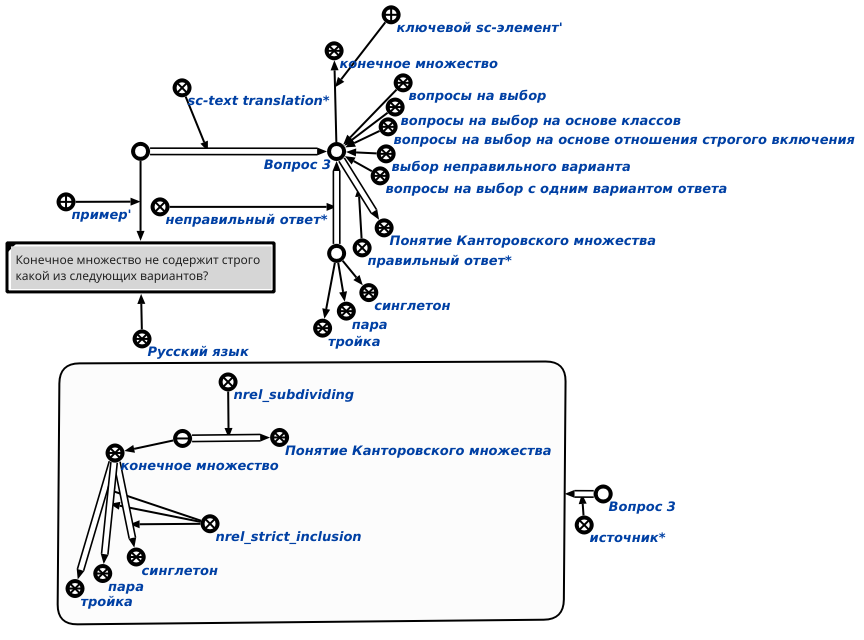 ключевой sc-элемент'
конечное множество
вопросы на выбор
sc-text translation*
вопросы на выбор на основе классов
вопросы на выбор на основе отношения строгого включения
Вопрос 3
выбор неправильного варианта
вопросы на выбор с одним вариантом ответа
пример'
неправильный ответ*
Понятие Канторовского множества
правильный ответ*
Конечное множество не содержит строго
какой из следующих вариантов?
синглетон
пара
тройка
Русский язык
nrel_subdividing
Понятие Канторовского множества
конечное множество
Вопрос 3
nrel_strict_inclusion
источник*
синглетон
пара
тройка